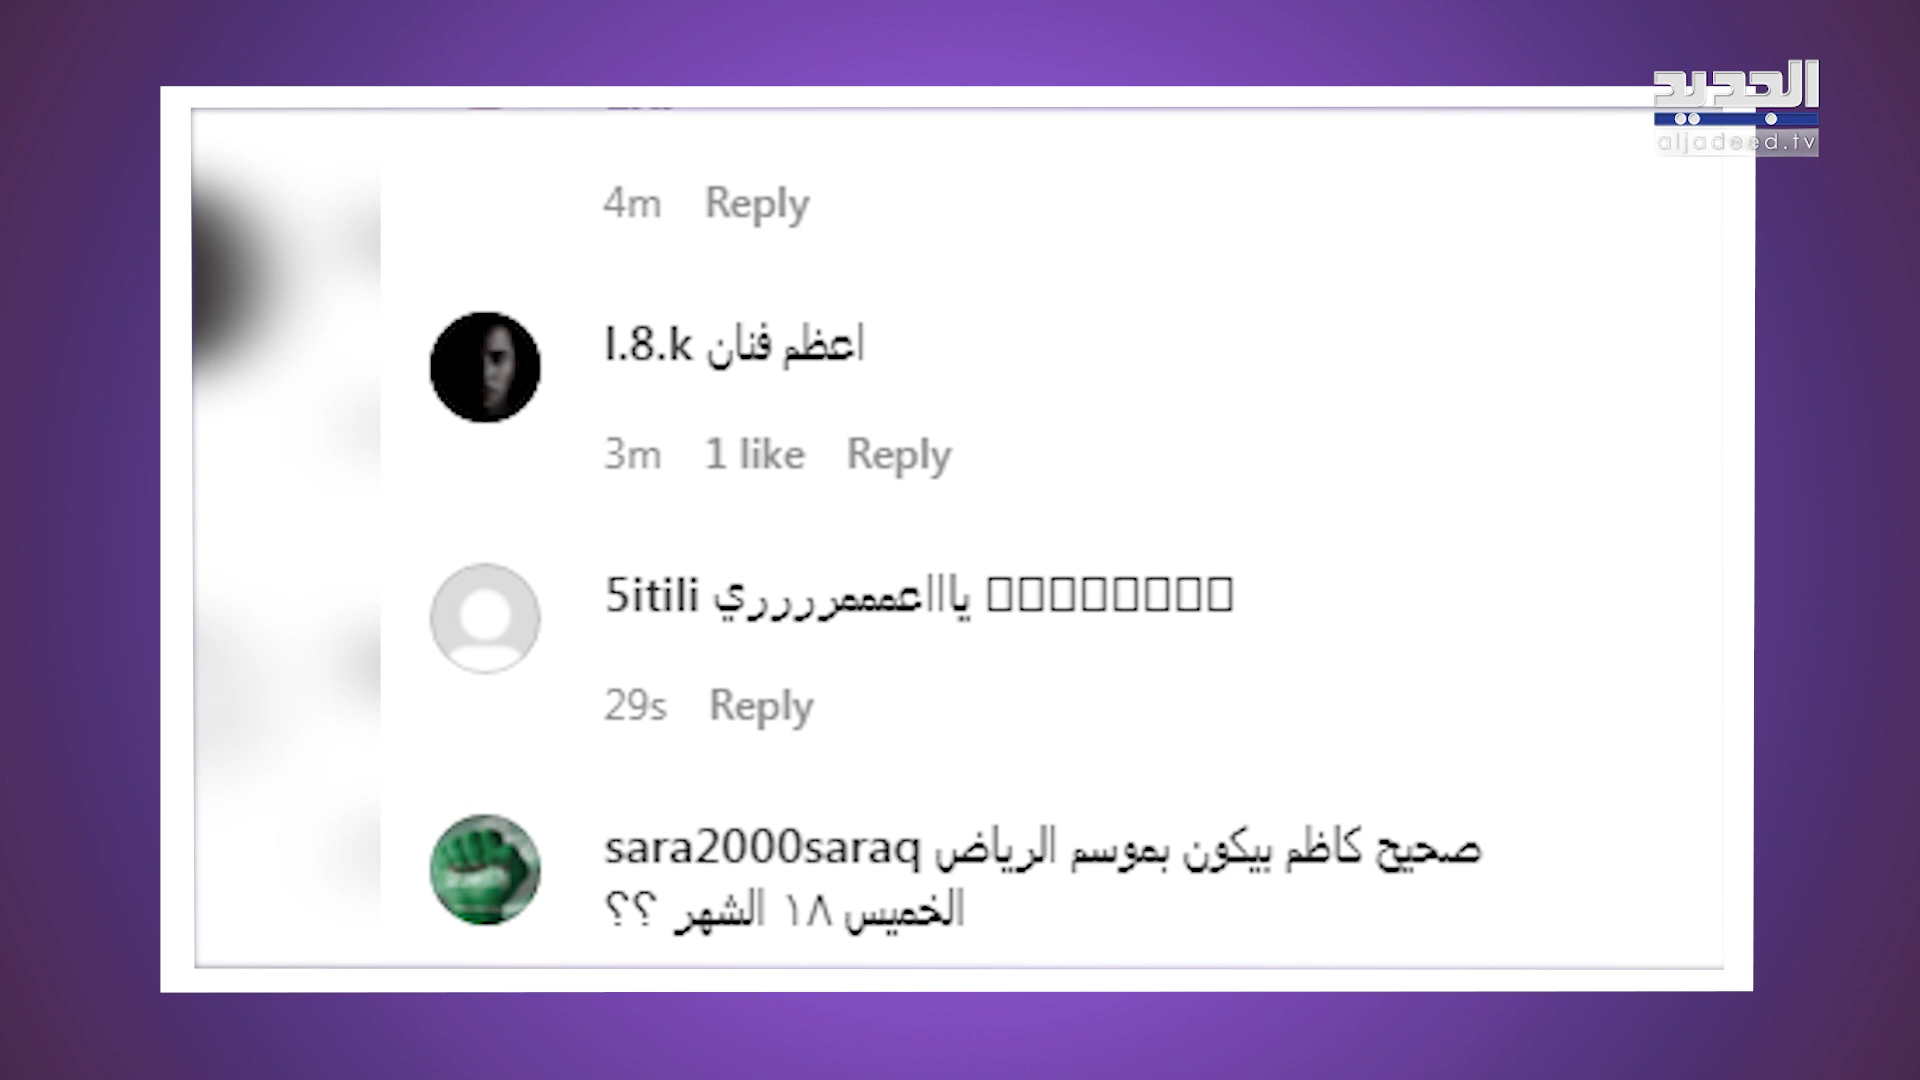 الجديد
aljadeed.tv
4m Reply
l.8.k اعظم فنان
3m 1 like Reply
5itili ياااعمممررررري
29s Reply
sara2000saraq صحيح كاظم بيكون بموسم الرياض
الخميس ١٨ الشهر ؟؟